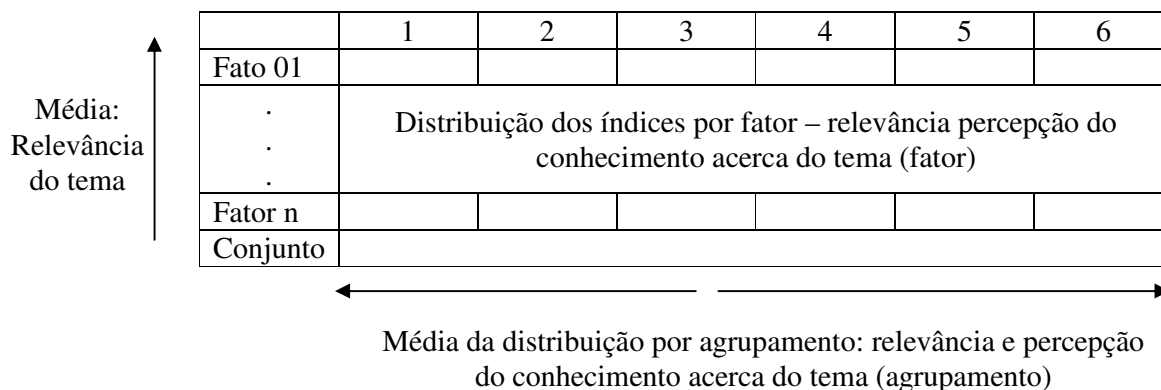 1 2 3 4 5 6
Fato 01
Média:
Relevância
do tema
.
.
.
Distribuição dos índices por fator – relevância percepção do
conhecimento acerca do tema (fator)
Fator n
Conjunto
Média da distribuição por agrupamento: relevância e percepção
do conhecimento acerca do tema (agrupamento)